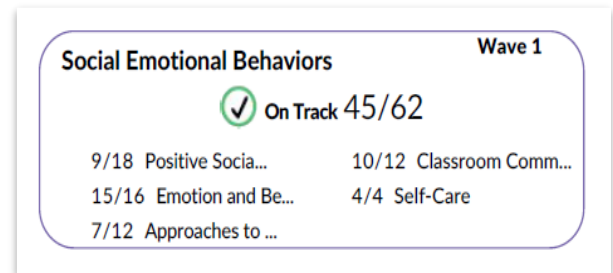 Wave 1
Social Emotional Behaviors
On Track 45/62
9/18 Positive Socia... 10/12 Classroom Comm...
15/16 Emotion and Be... 4/4 Self-Care
7/12 Approaches to ...